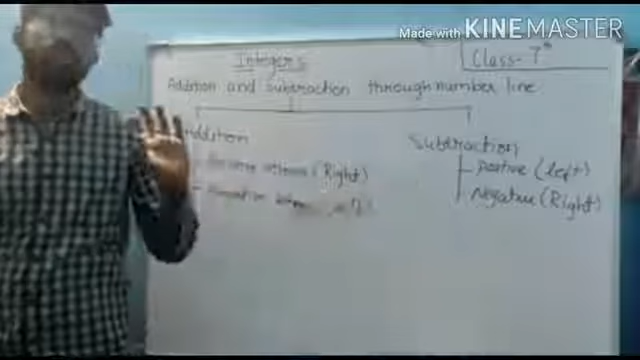 Made with KINEMASTER
Integers
Class- 7th
Addition and subtraction through number line
Addition
Subtraction
Positive integers (Right)
positive (left)
negative (Right)